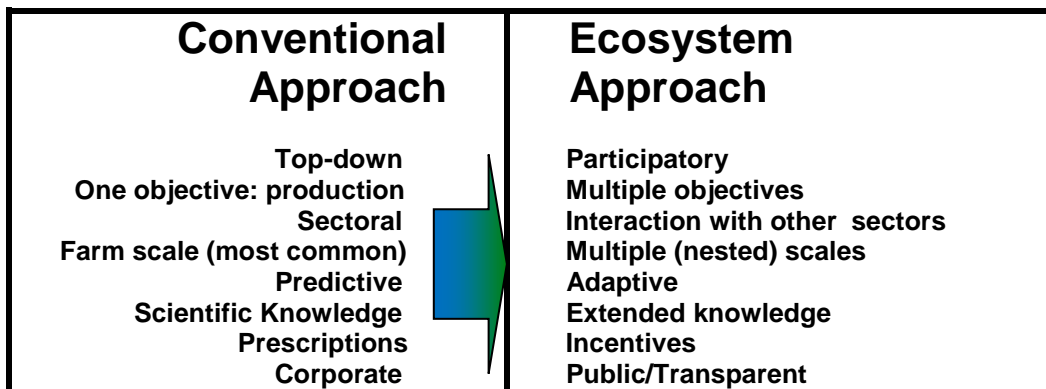 Conventional Approach
Ecosystem Approach
Top-down
Participatory
One objective: production
Multiple objectives
Sectoral
Interaction with other sectors
Farm scale (most common)
Multiple (nested) scales
Predictive
Adaptive
Scientific Knowledge
Extended knowledge
Prescriptions
Incentives
Corporate
Public/Transparent